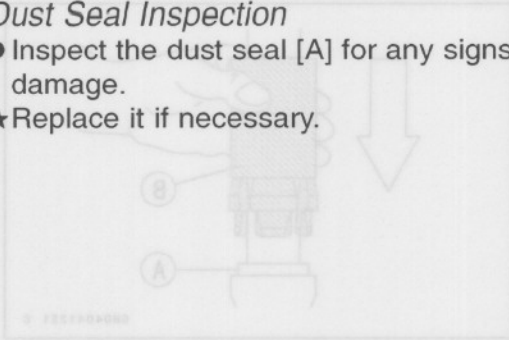 Dust Seal Inspection
● Inspect the dust seal [A] for any signs
damage.
★Replace it if necessary.
B
A